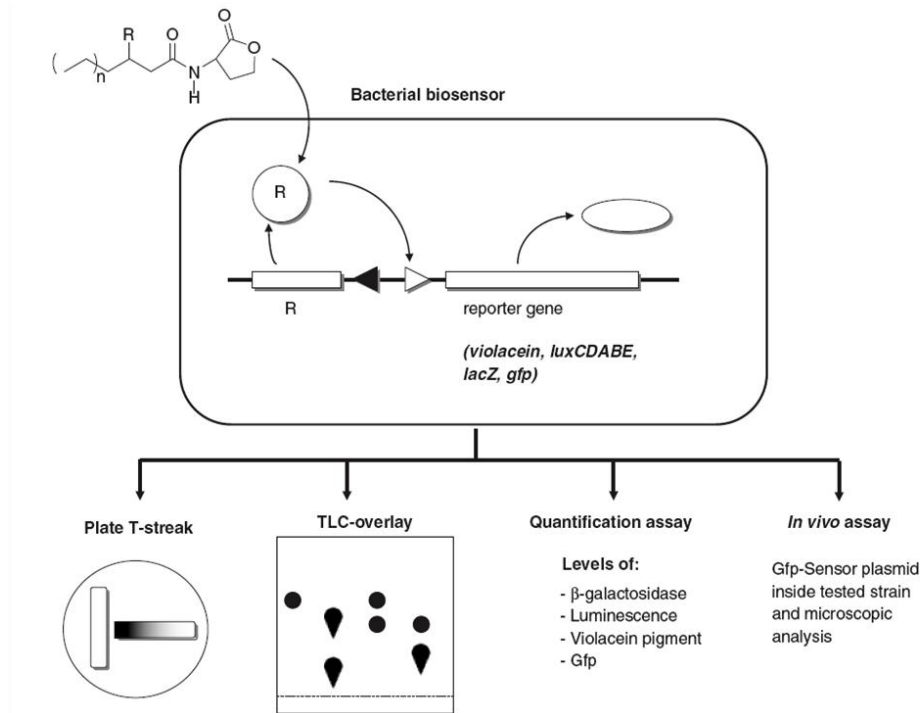 R
O
O
O
N
H
n
Bacterial biosensor
R
R
reporter gene
(violacein, luxCDABE,
lacZ, gfp)
Plate T-streak
TLC-overlay
Quantification assay
In vivo assay
Levels of:
- β-galactosidase
- Luminescence
- Violacein pigment
- Gfp
Gfp-Sensor plasmid
inside tested strain
and microscopic
analysis